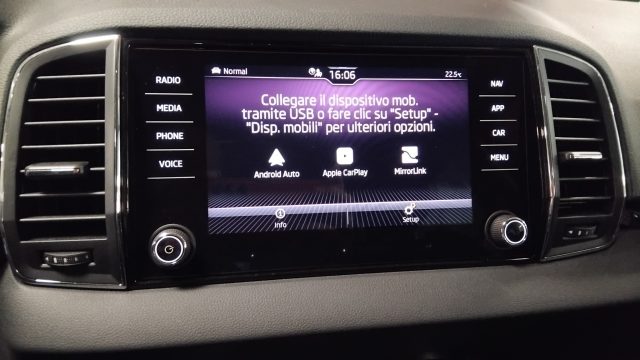 Normal
16:06
22.5°C
RADIO
MEDIA
PHONE
VOICE
Collegare il dispositivo mob.
tramite USB o fare clic su "Setup" -
"Disp. mobili" per ulteriori opzioni.
Android Auto
Apple CarPlay
MirrorLink
Info
Setup
NAV
APP
CAR
MENU